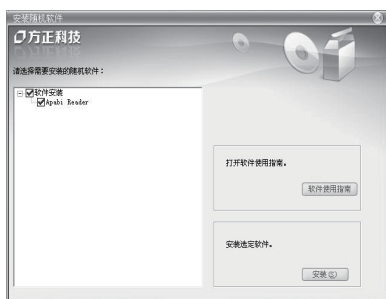 安装随机软件
方正科技
请选择需要安装的随机软件：
软件安装
Apabi Reader
打开软件使用指南。
软件使用指南
安装选定软件。
安装(S)